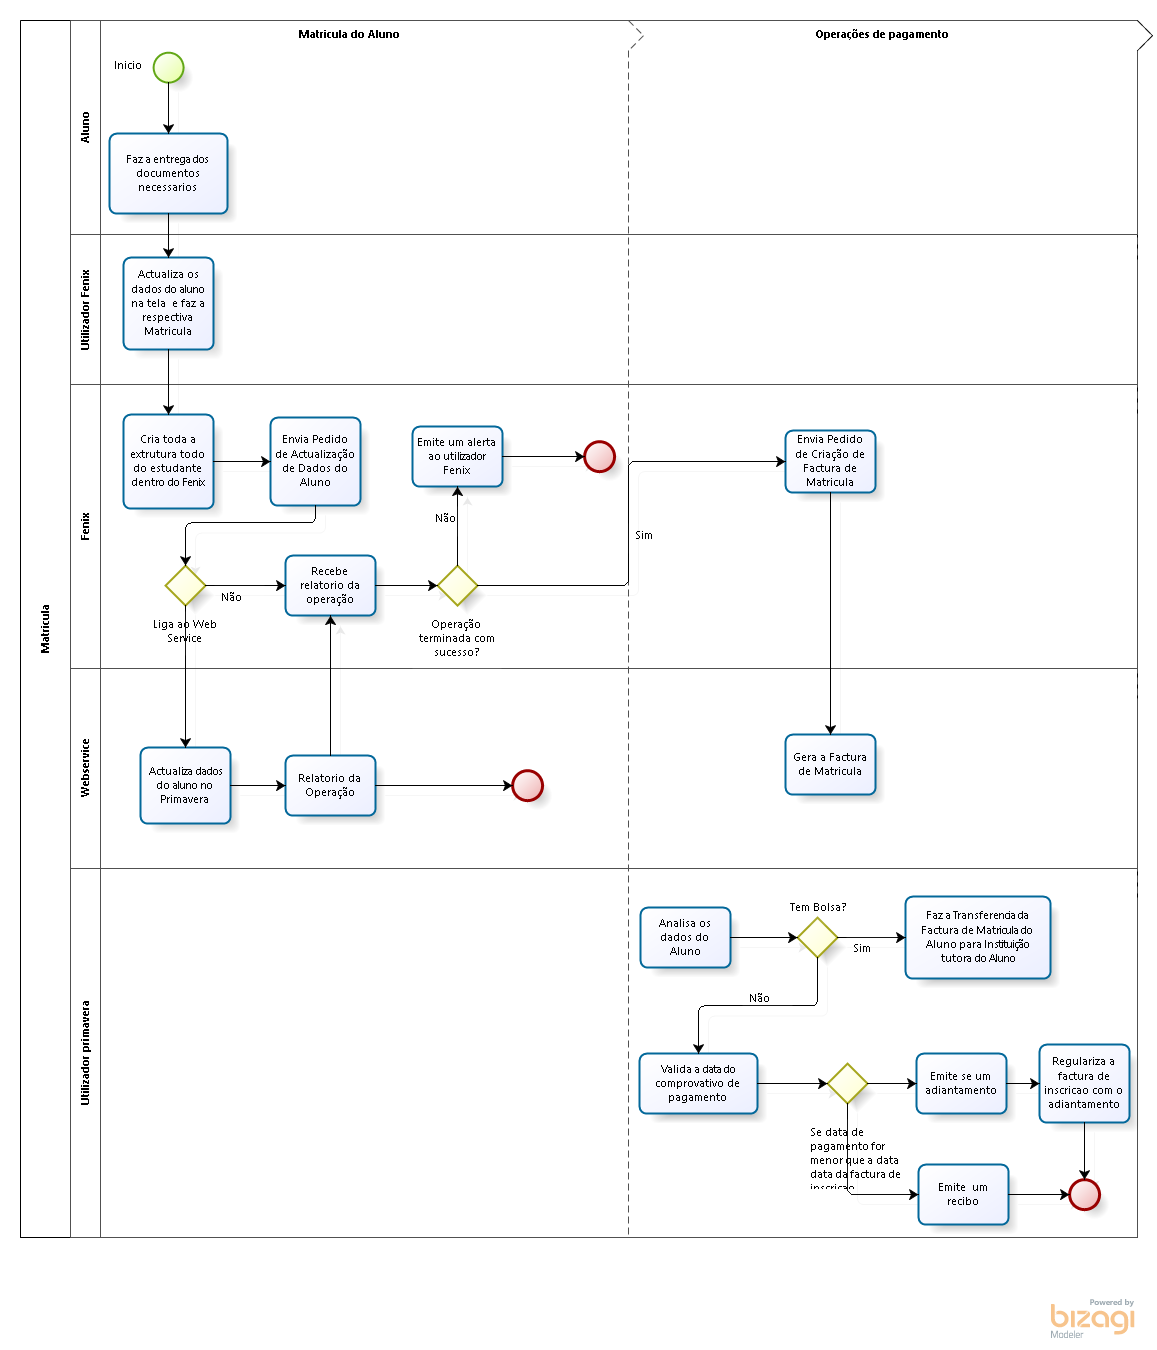 Matricula do Aluno
Operações de pagamento
Matricula
Aluno
Inicio
Faz a entrega dos
documentos
necessarios
Utilizador Fenix
Actualiza os
dados do aluno
na tela e faz a
respectiva
Matricula
Fenix
Cria toda a
extrutura todo
do estudante
dentro do Fenix
Envia Pedido
de Actualização
de Dados do
Aluno
Emite um alerta
ao utilizador
Fenix
Envia Pedido
de Criação de
Factura de
Matricula
Não
Sim
Liga ao Web
Service
Não
Recebe
relatorio da
operação
Operação
terminada com
sucesso?
Webservice
Actualiza dados
do aluno no
Primavera
Relatorio da
Operação
Gera a Factura
de Matricula
Utilizador primavera
Analisa os
dados do
Aluno
Tem Bolsa?
Sim
Faz a Transferencia da
Factura de Matricula do
Aluno para Instituição
tutora do Aluno
Não
Valida a data do
comprovativo de
pagamento
Se data de
pagamento for
menor que a data
data da factura de
inscricao
Emite se um
adiantamento
Regulariza a
factura de
inscricao com o
adiantamento
Emite um
recibo
Powered by
bizagi
Modeler